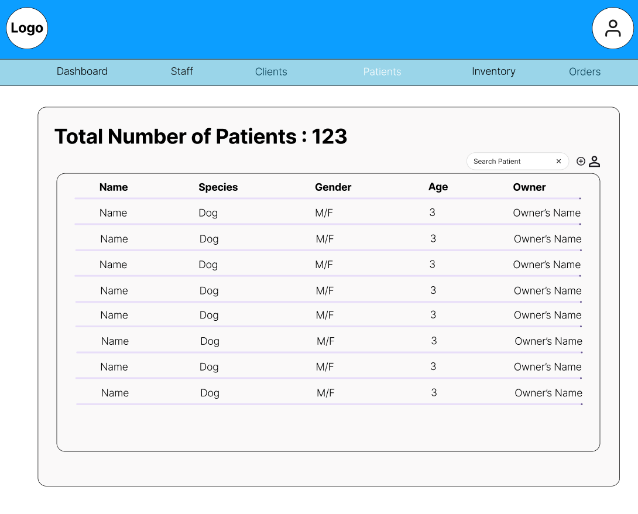 Logo
Dashboard Staff Clients Patients Inventory Orders
Total Number of Patients : 123
Search Patient
Name Species Gender Age Owner
Name Dog M/F 3 Owner's Name
Name Dog M/F 3 Owner's Name
Name Dog M/F 3 Owner's Name
Name Dog M/F 3 Owner's Name
Name Dog M/F 3 Owner's Name
Name Dog M/F 3 Owner's Name
Name Dog M/F 3 Owner's Name
Name Dog M/F 3 Owner's Name